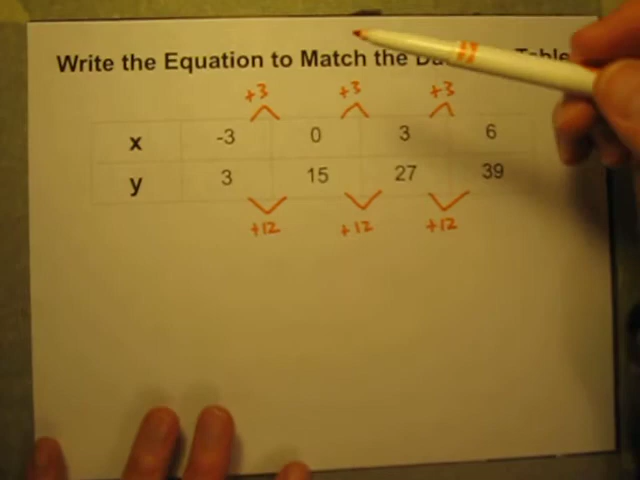 Write the Equation to Match the Table
+3 +3 +3
x -3 0 3 6
y 3 15 27 39
+12 +12 +12